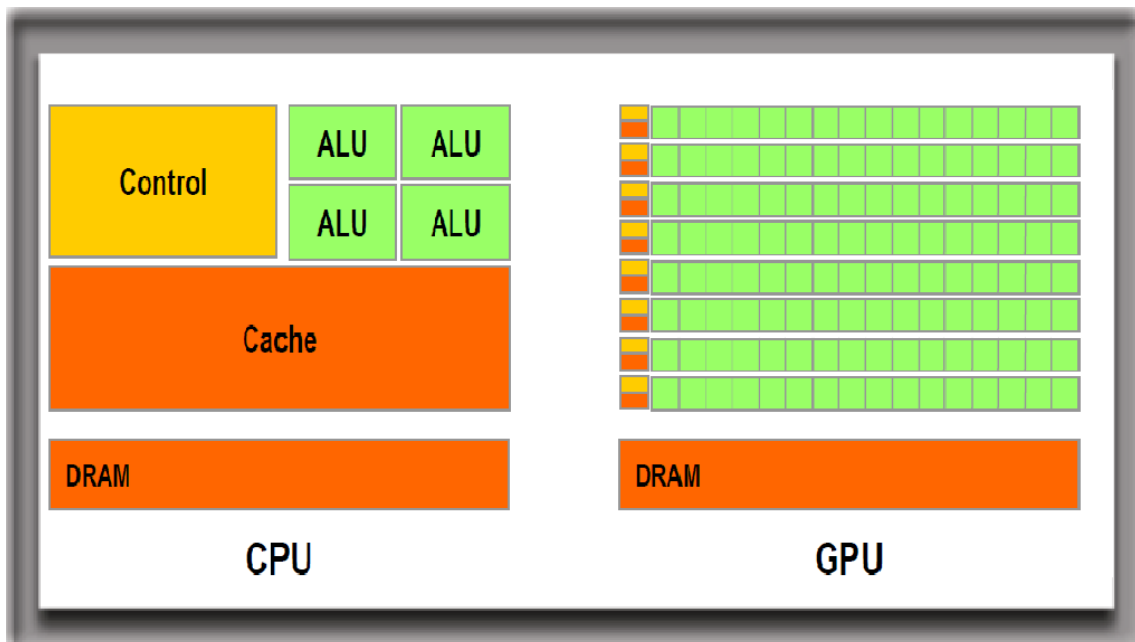 Control
ALU ALU
ALU ALU
Cache
DRAM
CPU
DRAM
GPU